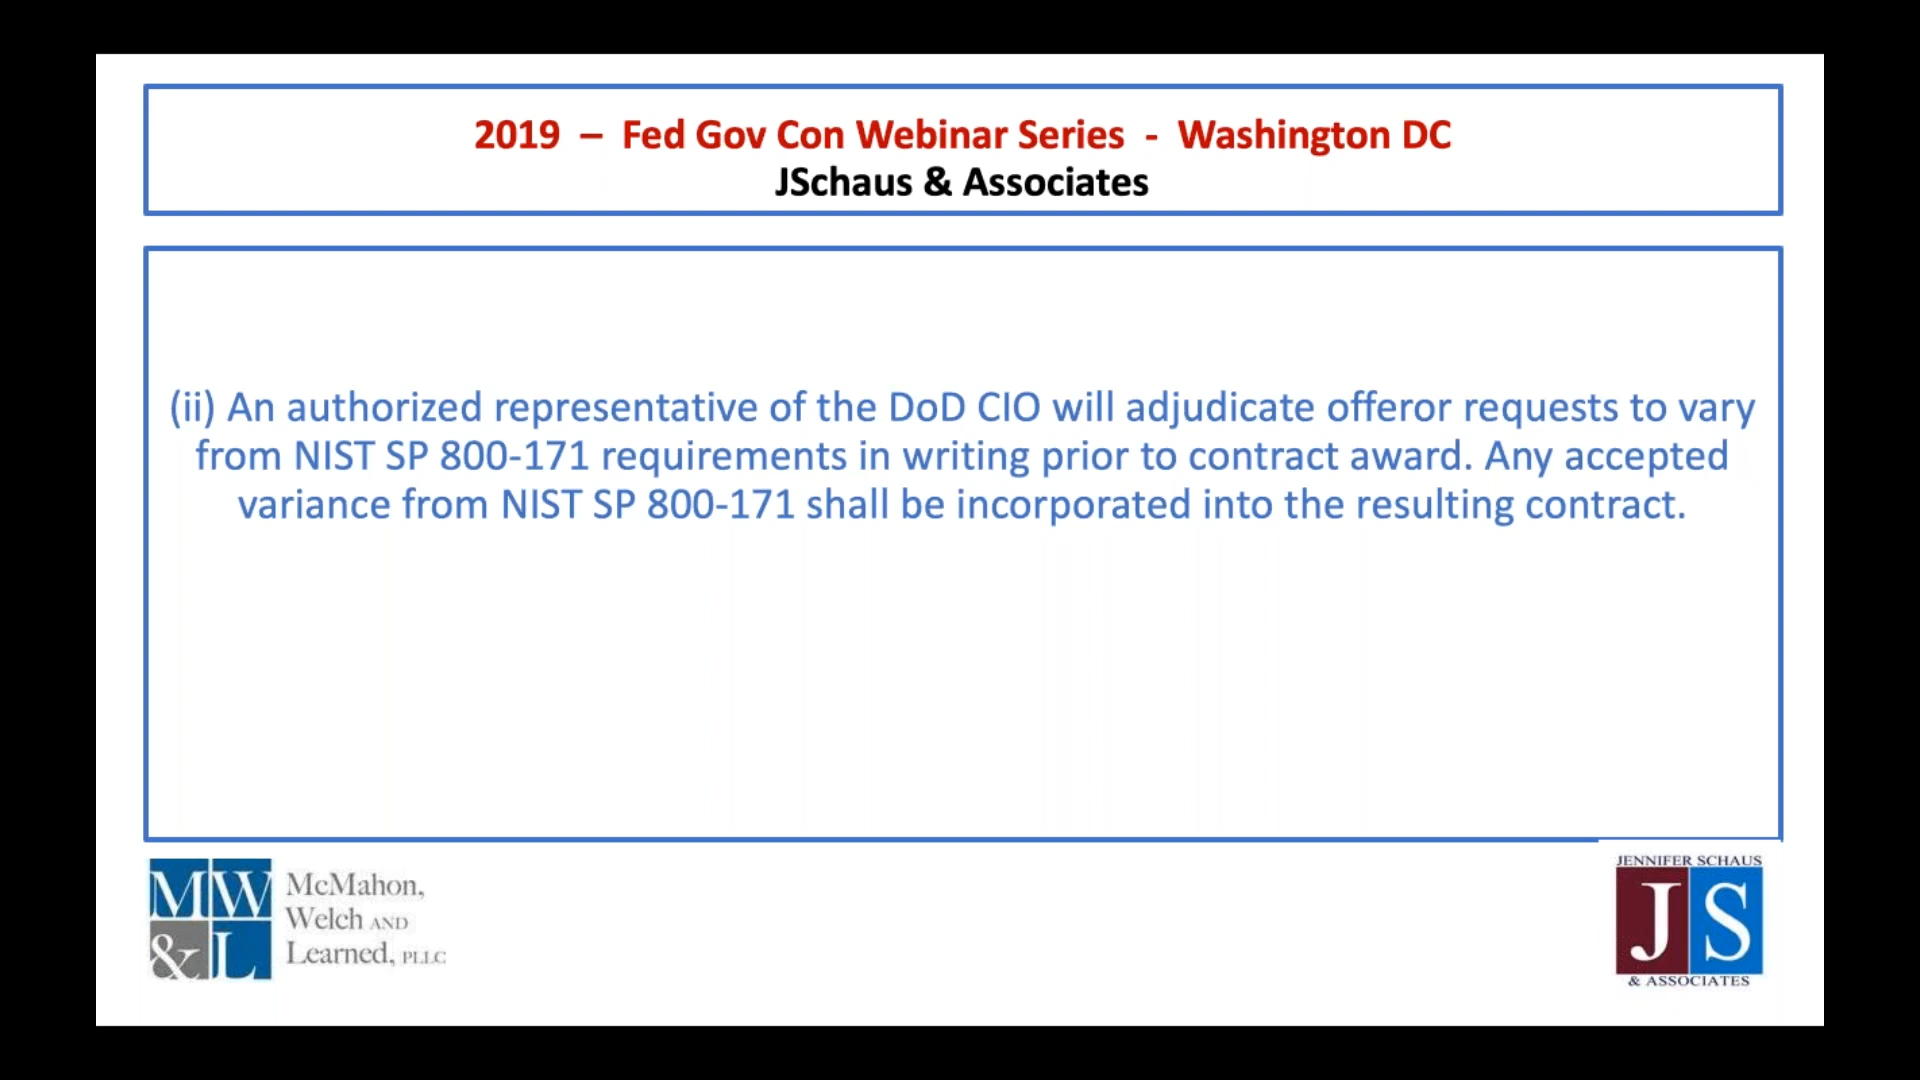 2019 – Fed Gov Con Webinar Series - Washington DC
JSchaus & Associates
(ii) An authorized representative of the DoD CIO will adjudicate offeror requests to vary
from NIST SP 800-171 requirements in writing prior to contract award. Any accepted
variance from NIST SP 800-171 shall be incorporated into the resulting contract.
MW
&L
McMahon,
Welch AND
Learned, PLLC
JENNIFER SCHAUS
JS
& ASSOCIATES